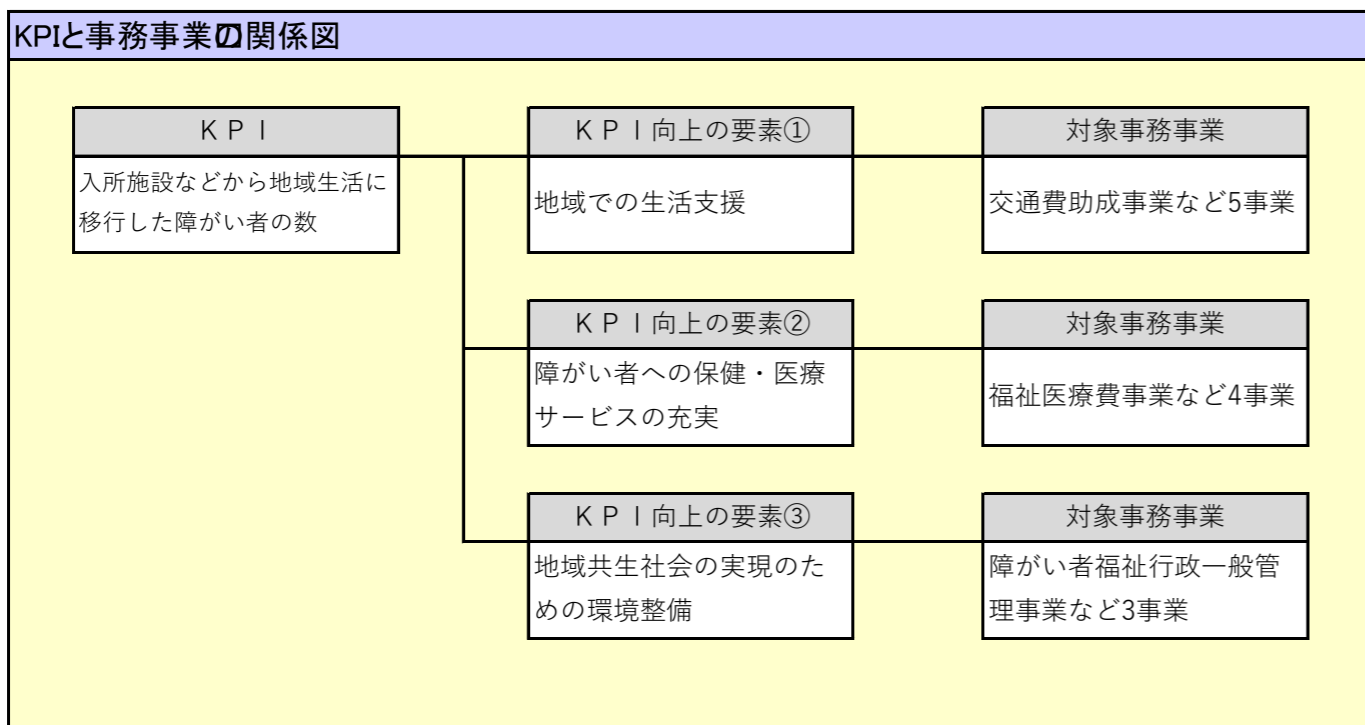 KPIと事務事業の関係図
ＫＰＩ
ＫＰＩ向上の要素①
対象事務事業
入所施設などから地域生活に
移行した障がい者の数
地域での生活支援
交通費助成事業など5事業
ＫＰＩ向上の要素②
対象事務事業
障がい者への保健・医療
サービスの充実
福祉医療費事業など4事業
ＫＰＩ向上の要素③
対象事務事業
地域共生社会の実現のた
めの環境整備
障がい者福祉行政一般管
理事業など3事業